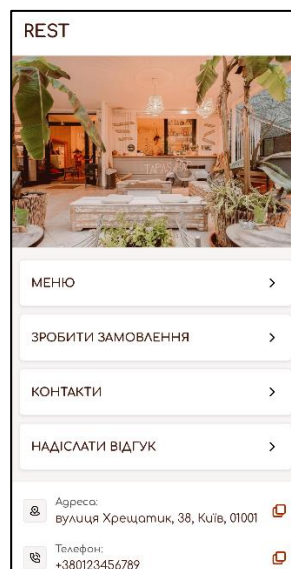 REST
МЕНЮ
ЗРОБИТИ ЗАМОВЛЕННЯ
КОНТАКТИ
НАДІСЛАТИ ВІДГУК
Адреса:
вулиця Хрещатик, 38, Київ, 01001
Телефон:
+380123456789